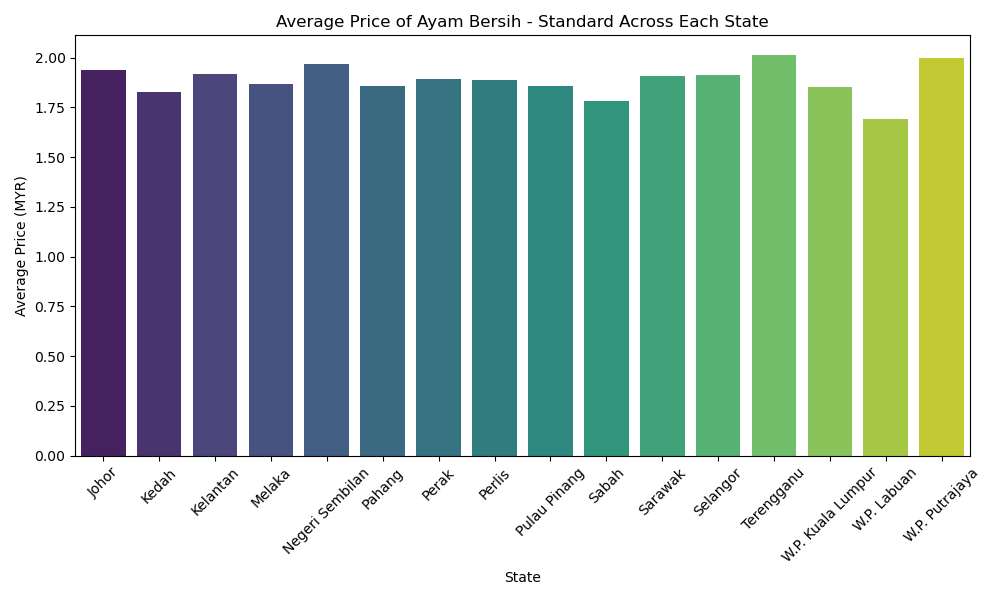 Average Price of Ayam Bersih - Standard Across Each State
Average Price (MYR)
2.00
1.75
1.50
1.25
1.00
0.75
0.50
0.25
0.00
Johor
Kedah
Kelantan
Melaka
Negeri Sembilan
Pahang
Perak
Perlis
Pulau Pinang
Sabah
Sarawak
Selangor
Terengganu
W.P. Kuala Lumpur
W.P. Labuan
W.P. Putrajaya
State